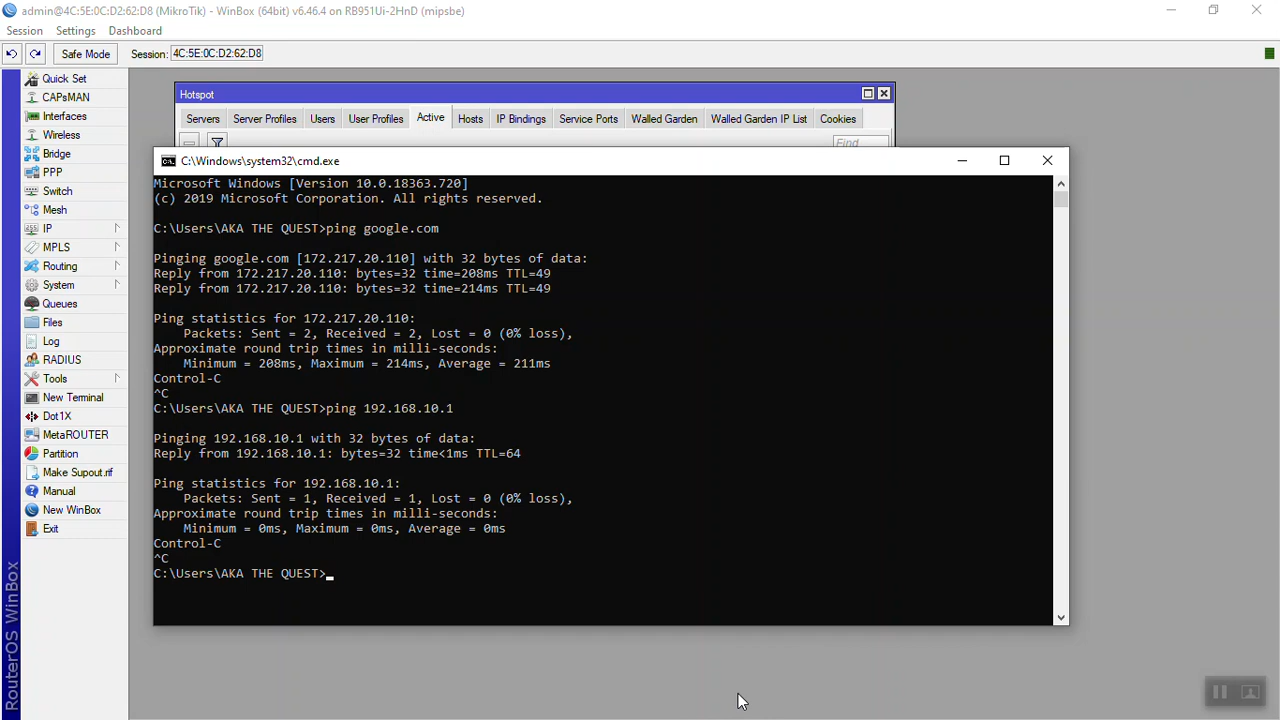 admin@4C:5E:0C:D2:62:D8 (MikroTik) - WinBox (64bit) v6.46.4 on RB951Ui-2HnD (mipsbe)
Session Settings Dashboard
Safe Mode Session: 4C:5E:0C:D2:62:D8
Quick Set
CAPsMAN
Interfaces
Wireless
Bridge
PPP
Switch
Mesh
IP
MPLS
Routing
System
Queues
Files
Log
RADIUS
Tools
New Terminal
Dot1X
MetaROUTER
Partition
Make Supout.rif
Manual
New WinBox
Exit
RouterOS WinBox
Hotspot
Servers Server Profiles Users User Profiles Active Hosts IP Bindings Service Ports Walled Garden Walled Garden IP List Cookies
Find
C:\Windows\system32\cmd.exe
Microsoft Windows [Version 10.0.18363.720]
(c) 2019 Microsoft Corporation. All rights reserved.
C:\Users\AKA THE QUEST>ping google.com
Pinging google.com [172.217.20.110] with 32 bytes of data:
Reply from 172.217.20.110: bytes=32 time=208ms TTL=49
Reply from 172.217.20.110: bytes=32 time=214ms TTL=49
Ping statistics for 172.217.20.110:
Packets: Sent = 2, Received = 2, Lost = 0 (0% loss),
Approximate round trip times in milli-seconds:
Minimum = 208ms, Maximum = 214ms, Average = 211ms
Control-C
^C
C:\Users\AKA THE QUEST>ping 192.168.10.1
Pinging 192.168.10.1 with 32 bytes of data:
Reply from 192.168.10.1: bytes=32 time<1ms TTL=64
Ping statistics for 192.168.10.1:
Packets: Sent = 1, Received = 1, Lost = 0 (0% loss),
Approximate round trip times in milli-seconds:
Minimum = 0ms, Maximum = 0ms, Average = 0ms
Control-C
^C
C:\Users\AKA THE QUEST>